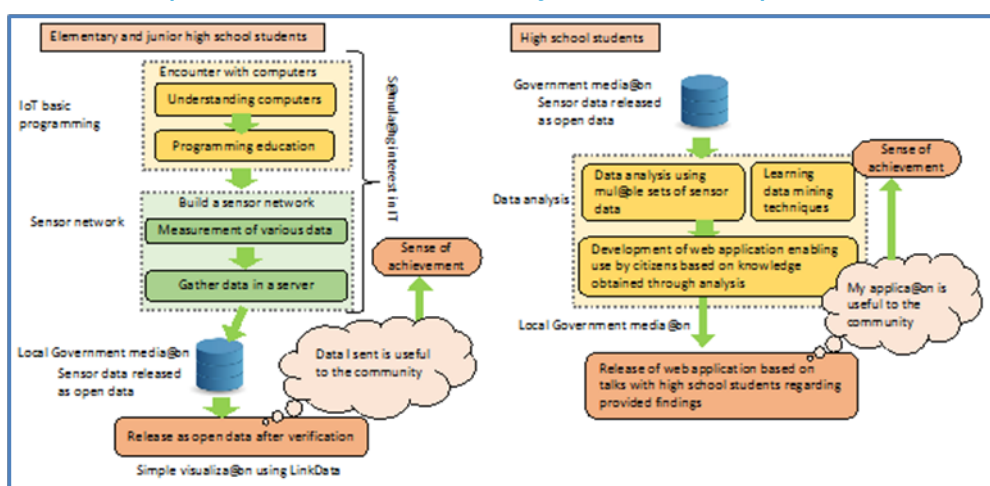 Elementary and junior high school students
Encounter with computers
Understanding computers
IoT basic
programming
Programming education
Build a sensor network
Sensor network
Measurement of various data
Gather data in a server
S@mula@ng interest in IT
Sense of
achievement
Local Government media@on
Sensor data released
as open data
Data I sent is useful
to the community
Release as open data after verification
Simple visualiza@on using LinkData
High school students
Government media@on
Sensor data released
as open data
Data analysis
Data analysis using
mul@ple sets of sensor
data
Learning
data mining
techniques
Sense of
achievement
Development of web application enabling
use by citizens based on knowledge
obtained through analysis
My applica@on is
useful to the
community
Local Government media@on
Release of web application based on
talks with high school students regarding
provided findings